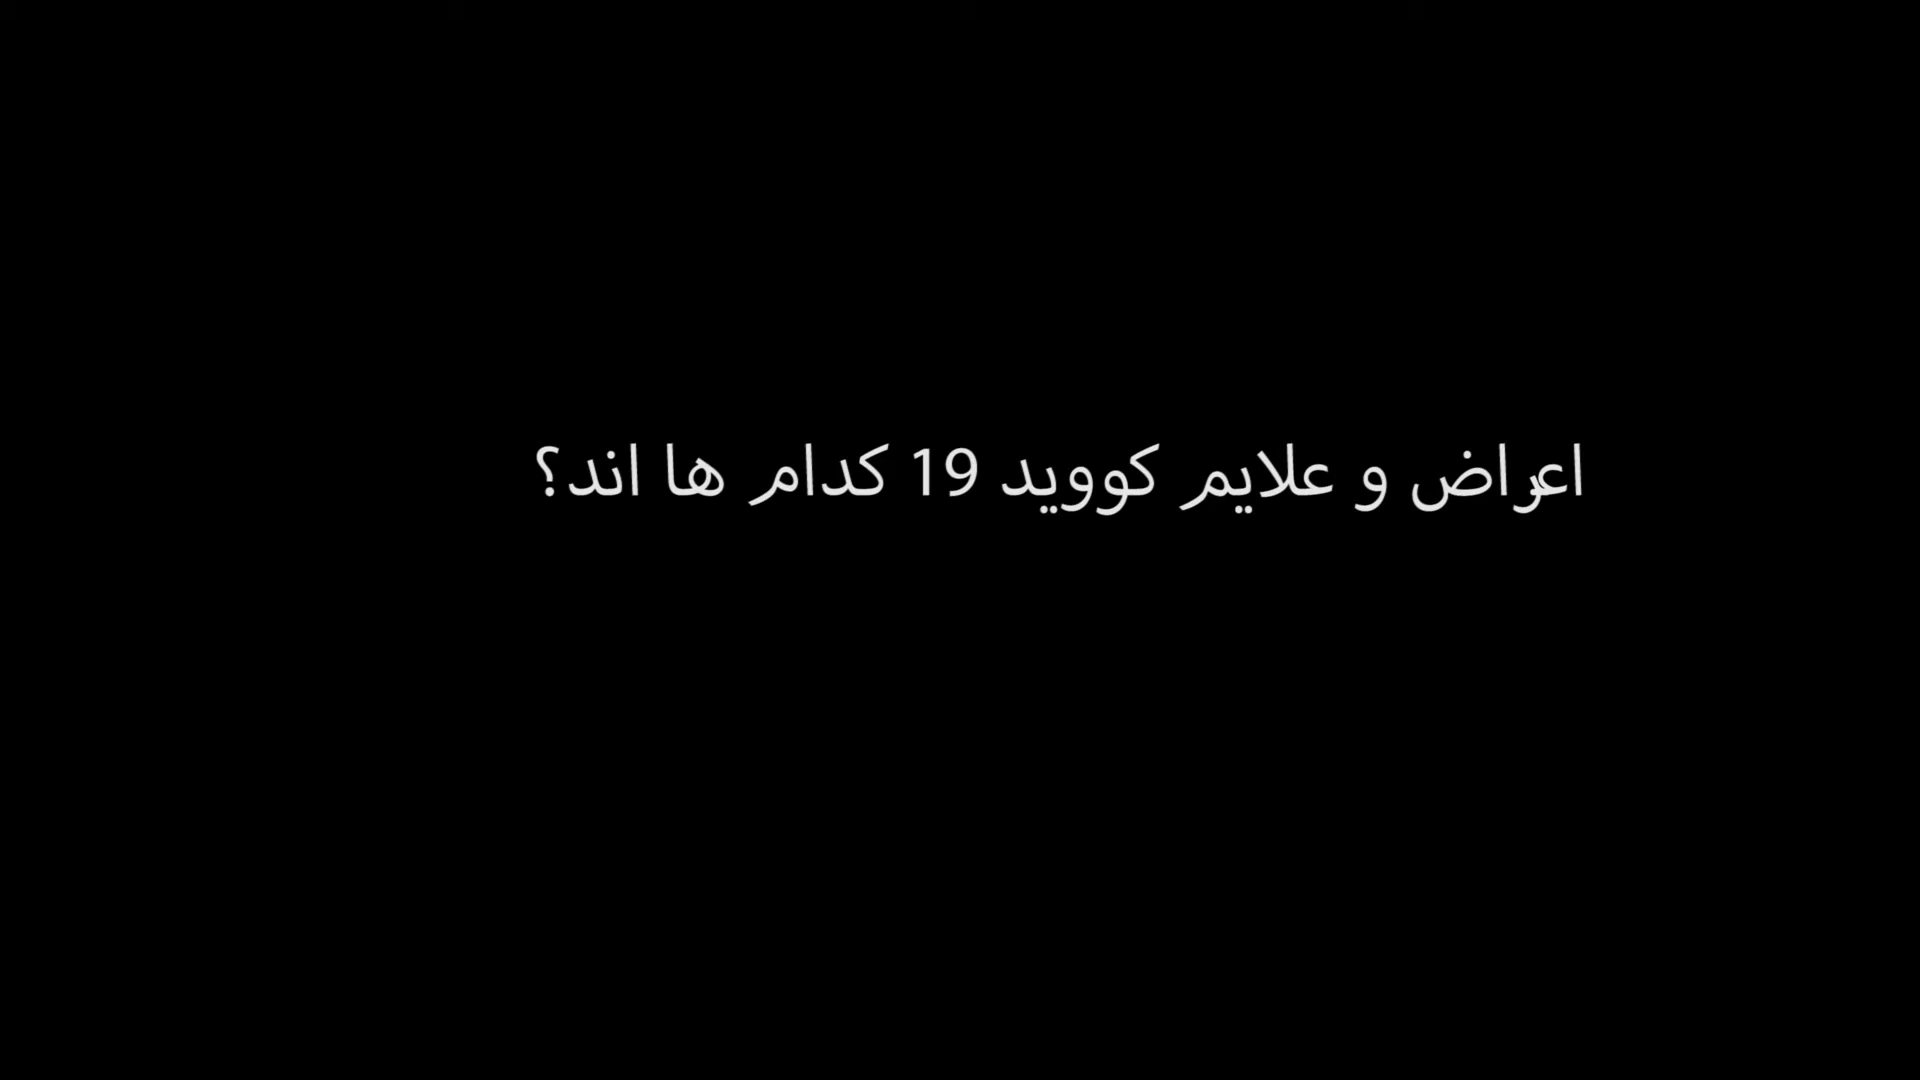 اعراض و علایم کووید 19 کدام ها اند؟